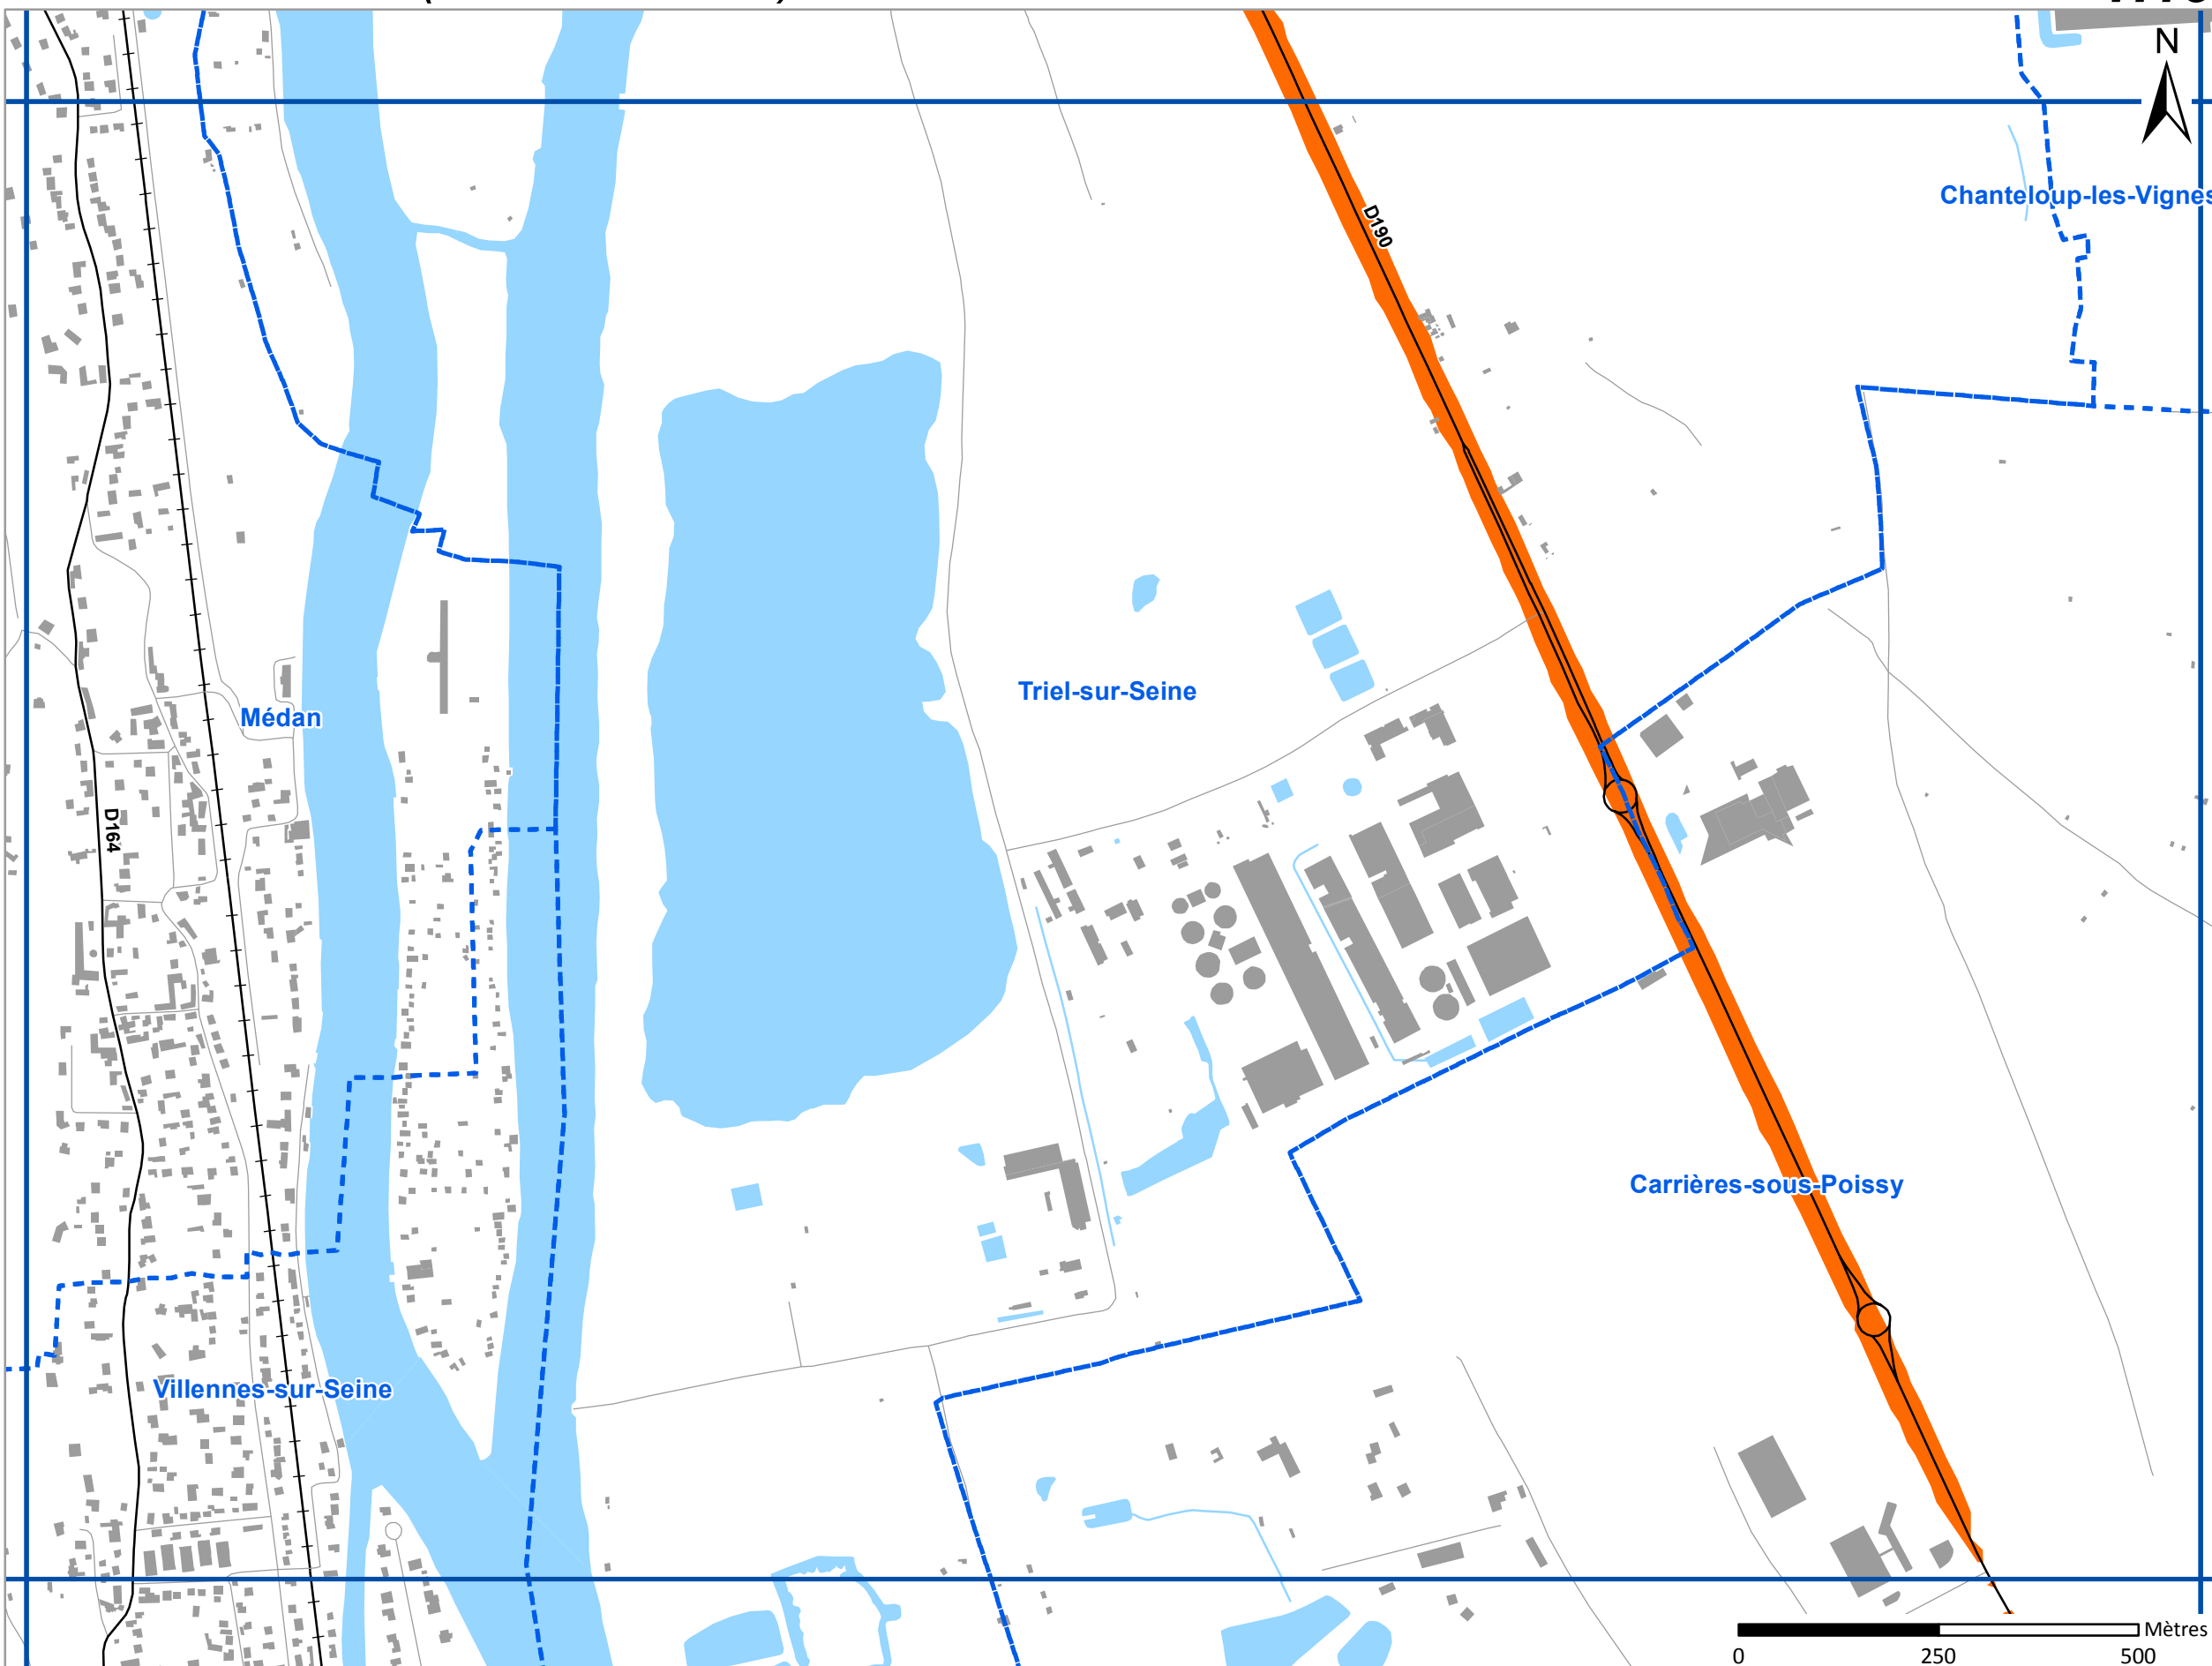 N
Chanteloup-les-Vignes
D190
Triel-sur-Seine
Médan
D164
Carrières-sous-Poissy
Villennes-sur-Seine
Mètres
0 250 500